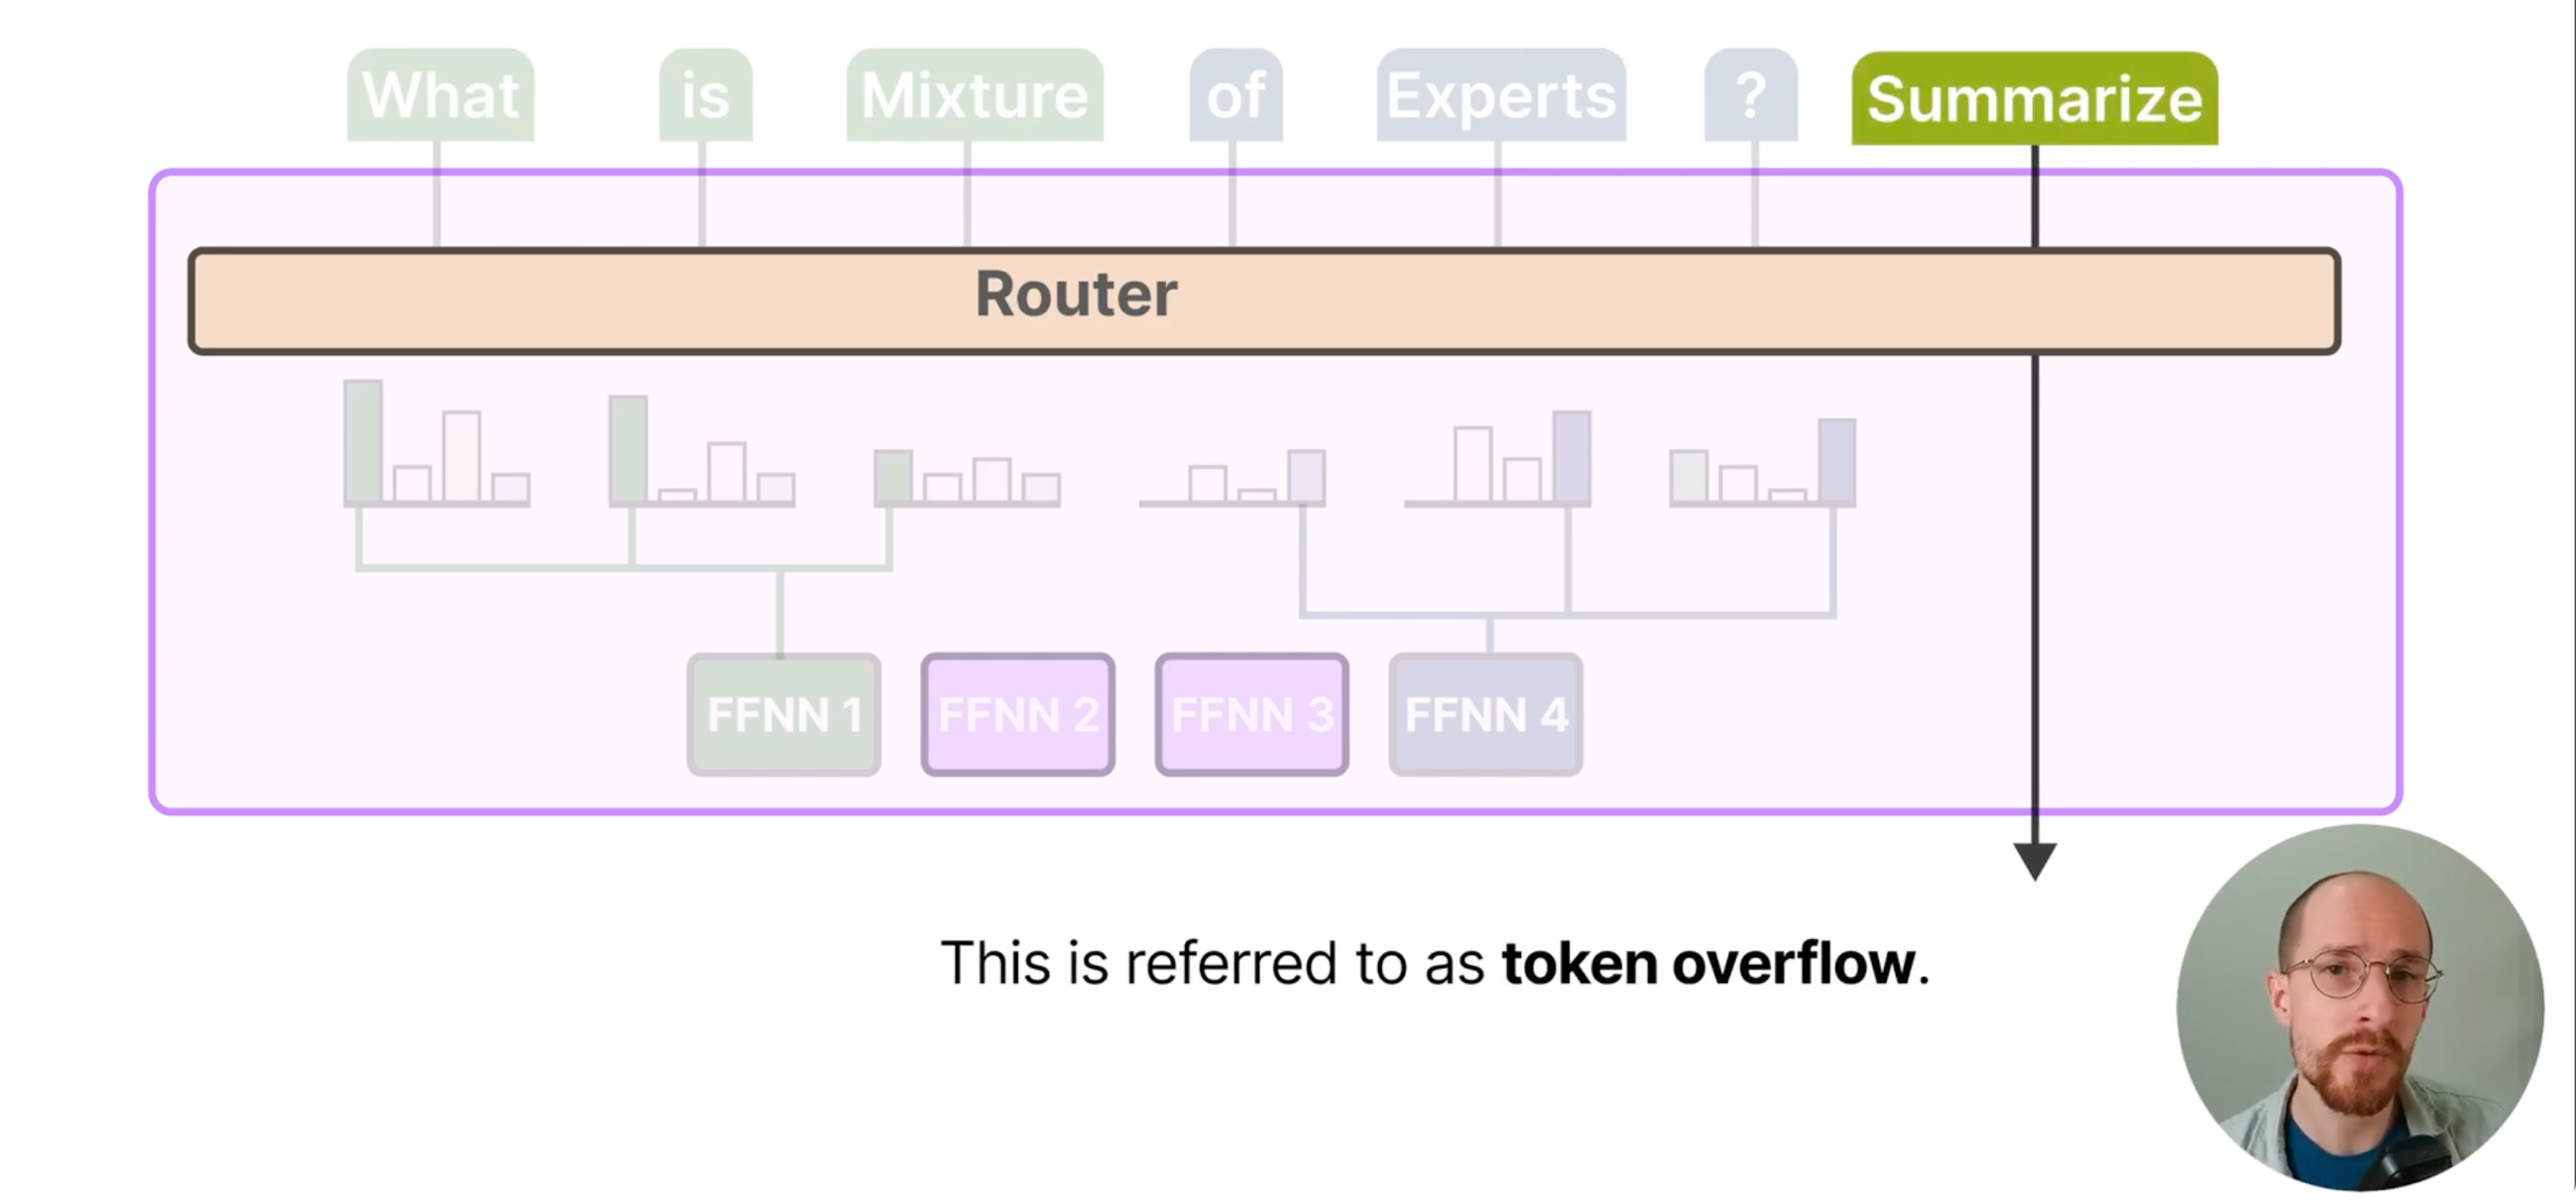 What is Mixture of Experts ? Summarize
Router
FFNN 1 FFNN 2 FFNN 3 FFNN 4
This is referred to as token overflow.